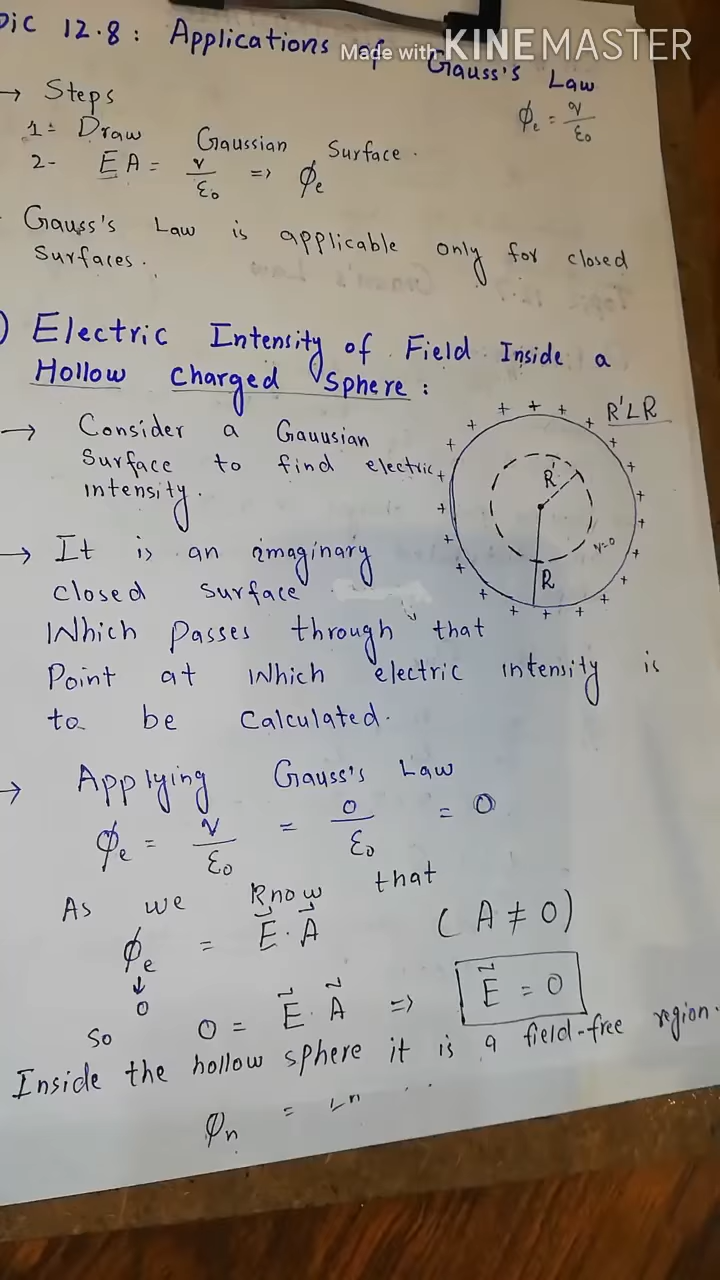 12.8: Applications of Gauss's Law
Made with KINEMASTER
→ Steps
ϕe = q/ε0
1= Draw Gaussian Surface.
2- EA = q/ε0 => ϕe
Gauss's Law is applicable only for closed
Surfaces.
) Electric Intensity of Field Inside a
Hollow Charged Sphere:
R'∠R
→ Consider a Gauusian
Surface to find electric
intensity.
R'
q=0
R
→ It is an imaginary
closed surface
Which passes through that
Point at which electric intensity is
to be Calculated.
→ Applying Gauss's Law
ϕe = q/ε0 = 0/ε0 = 0
As we Know that
ϕe = E⃗ · A⃗ (A ≠ 0)
↓
0
So 0 = E⃗ · A⃗ => E⃗ = 0
Inside the hollow sphere it is a field-free region.